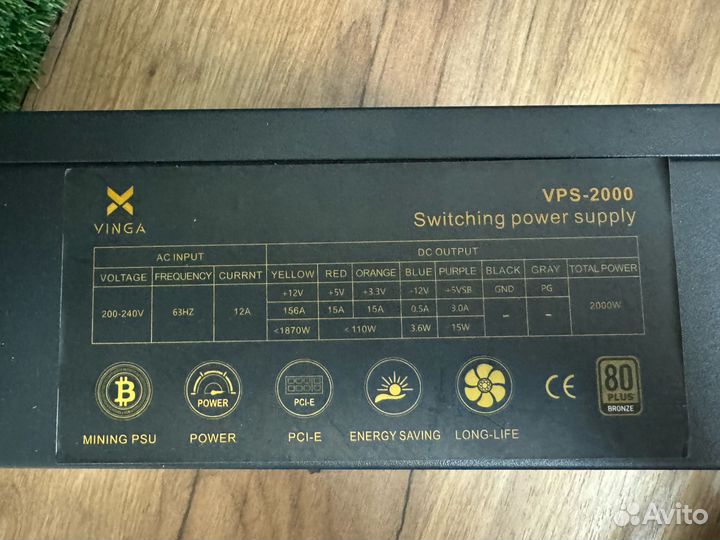 VINGA
VPS-2000
Switching power supply
AC INPUT DC OUTPUT
VOLTAGE FREQUENCY CURRNT YELLOW RED ORANGE BLUE PURPLE BLACK GRAY TOTAL POWER
200-240V 63HZ 12A +12V +5V +3.3V -12V +5VSB GND PG 2000W
156A 15A 15A 0.5A 3.0A – –
<1870W <110W 3.6W 15W – –
POWER PCI-E
MINING PSU POWER PCI-E ENERGY SAVING LONG-LIFE
CE
80
PLUS
BRONZE
Avito